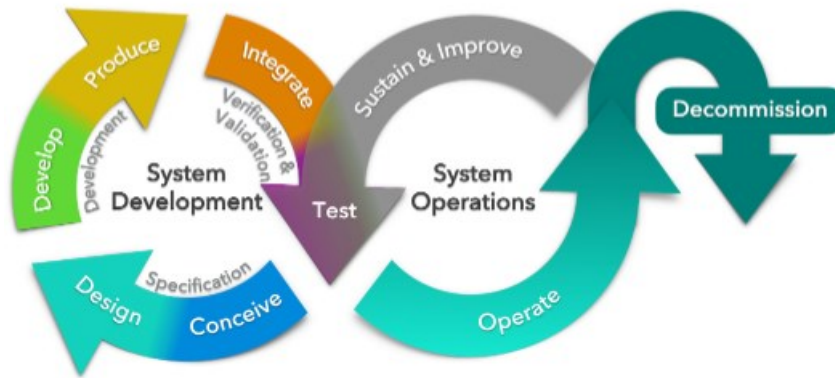 Produce
Integrate
Sustain & Improve
Decommission
Develop
Development
Verification &
Validation
System
Development
System
Operations
Test
Specification
Design
Conceive
Operate